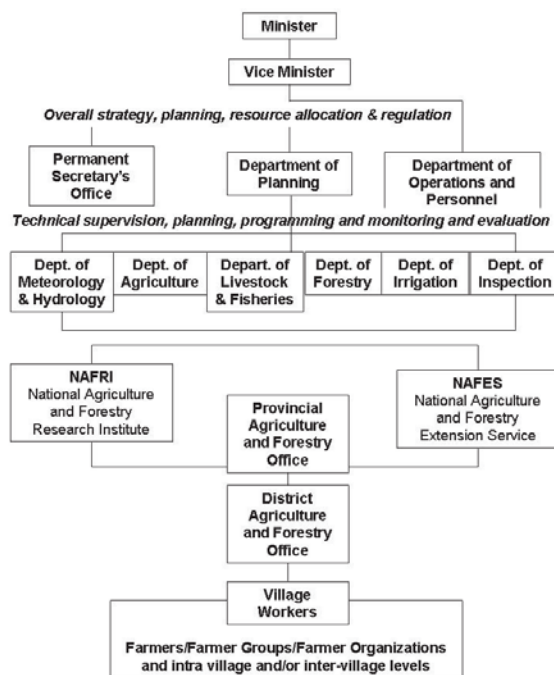 Minister
Vice Minister
Overall strategy, planning, resource allocation & regulation
Permanent
Secretary's
Office
Department of
Planning
Department of
Operations and
Personnel
Technical supervision, planning, programming and monitoring and evaluation
Dept. of
Meteorology
& Hydrology
Dept. of
Agriculture
Depart. of
Livestock
& Fisheries
Dept. of
Forestry
Dept. of
Irrigation
Dept. of
Inspection
NAFRI
National Agriculture
and Forestry
Research Institute
NAFES
National Agriculture
and Forestry
Extension Service
Provincial
Agriculture
and Forestry
Office
District
Agriculture
and Forestry
Office
Village
Workers
Farmers/Farmer Groups/Farmer Organizations
and intra village and/or inter-village levels